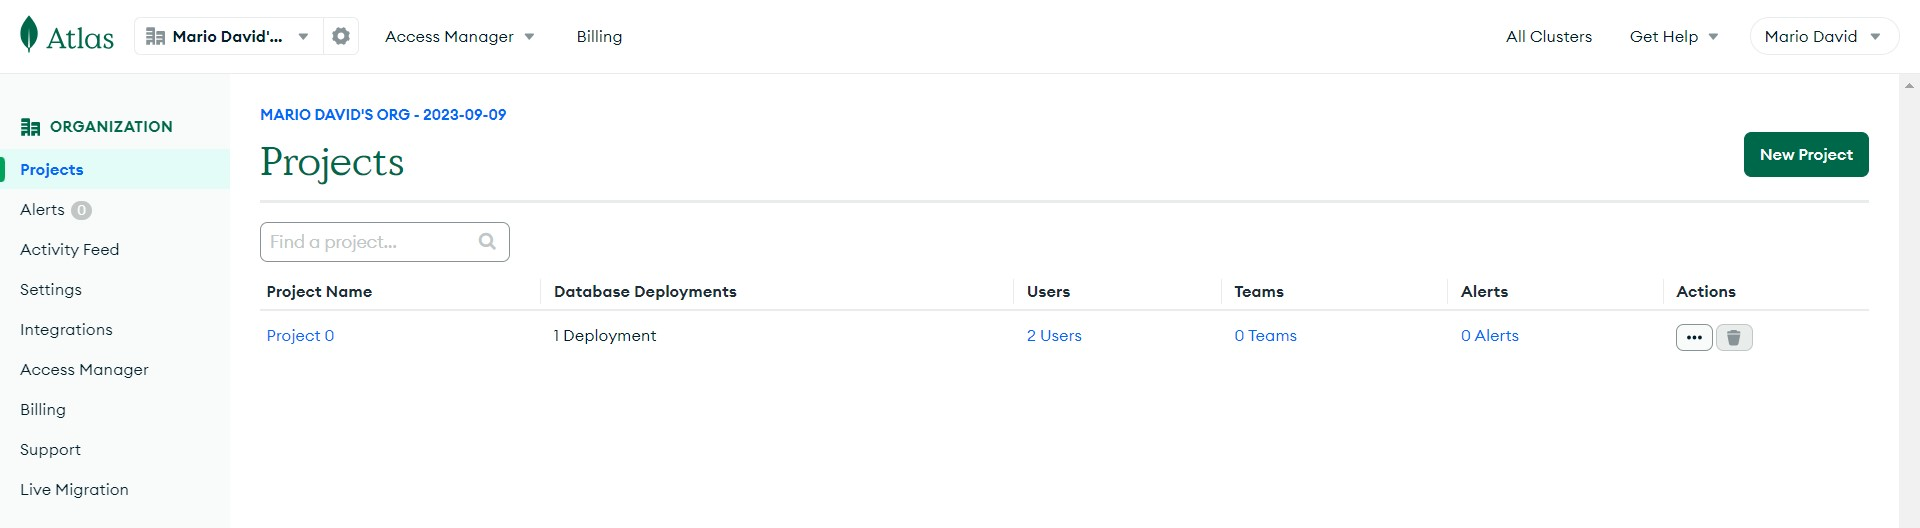 Atlas
Mario David'...
Access Manager
Billing
All Clusters
Get Help
Mario David
ORGANIZATION
Projects
Alerts 0
Activity Feed
Settings
Integrations
Access Manager
Billing
Support
Live Migration
MARIO DAVID'S ORG - 2023-09-09
Projects
New Project
Find a project...
Project Name Database Deployments Users Teams Alerts Actions
Project 0 1 Deployment 2 Users 0 Teams 0 Alerts